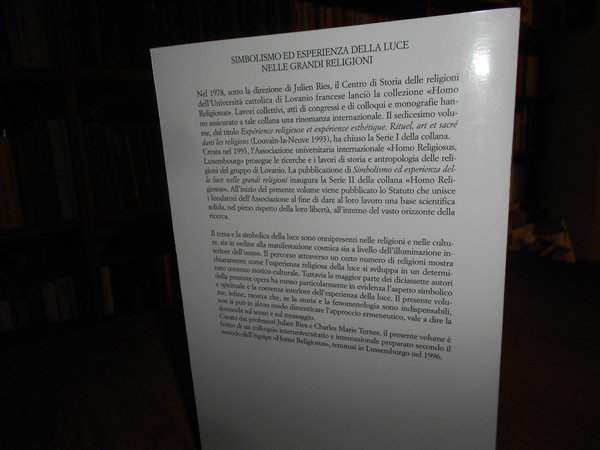 SIMBOLISMO ED ESPERIENZA DELLA LUCE
NELLE GRANDI RELIGIONI
Nel 1978, sotto la direzione di Julien Ries, il Centro di Storia delle religioni
dell'Università cattolica di Lovanio francese lanciò la collezione «Homo
Religiosus». Lavori collettivi, atti di congressi e di colloqui e monografie han-
no assicurato a tale collana una rinomanza internazionale. Il sedicesimo volu-
me, dal titolo Expérience religieuse et expérience esthétique. Rituel, art et sacré
dans les religions (Louvain-la-Neuve 1993), ha chiuso la Serie I della collana.
Creata nel 1993, l'Associazione universitaria internazionale «Homo Religiosus,
Luxembourg» prosegue le ricerche e i lavori di storia e antropologia delle reli-
gioni del gruppo di Lovanio. La pubblicazione di Simbolismo ed esperienza del-
la luce nelle grandi religioni inaugura la Serie II della collana «Homo Reli-
giosus». All'inizio del presente volume viene pubblicato lo Statuto che unisce
i fondatori dell'Associazione al fine di dare al loro lavoro una base scientifica
solida, nel pieno rispetto della loro libertà, all'interno del vasto orizzonte della
ricerca.
Il tema e la simbolica della luce sono onnipresenti nelle religioni e nelle cultu-
re, sia in ordine alla manifestazione cosmica sia a livello dell'illuminazione in-
teriore dell'uomo. Il percorso attraverso un certo numero di religioni mostra
chiaramente come l'esperienza religiosa della luce si sviluppa in un determi-
nato contesto storico-culturale. Tuttavia la maggior parte dei diciassette autori
della presente opera ha messo particolarmente in evidenza l'aspetto simbolico
e spirituale e la coerenza interiore dell'esperienza della luce. Il presente volu-
me, infine, mostra che, se la storia e la fenomenologia sono indispensabili,
non si può in alcun modo dimenticare l'approccio ermeneutico, vale a dire la
domanda sul senso e sul messaggio.
Curato dai professori Julien Ries e Charles Marie Ternes, il presente volume è
frutto di un colloquio interuniversitario e internazionale preparato secondo il
metodo dell'équipe «Homo Religiosus», tenutosi in Lussemburgo nel 1996.